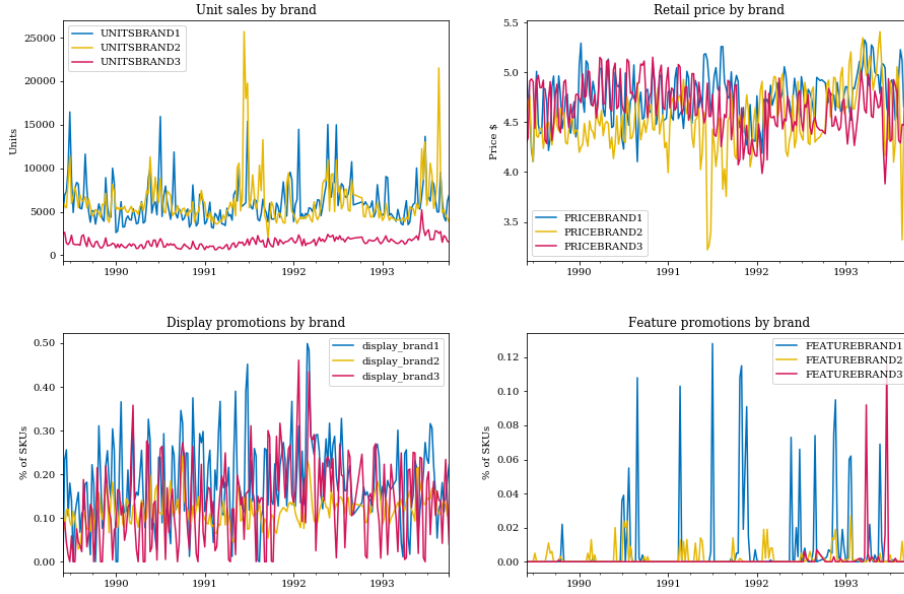 Unit sales by brand
25000
20000
15000
10000
5000
0
Units
UNITSBRAND1
UNITSBRAND2
UNITSBRAND3
1990
1991
1992
1993
Retail price by brand
5.5
5.0
4.5
4.0
3.5
Price $
PRICEBRAND1
PRICEBRAND2
PRICEBRAND3
1990
1991
1992
1993
Display promotions by brand
0.50
0.40
0.30
0.20
0.10
0.00
% of SKUs
display_brand1
display_brand2
display_brand3
1990
1991
1992
1993
Feature promotions by brand
0.12
0.10
0.08
0.06
0.04
0.02
0.00
% of SKUs
FEATUREBRAND1
FEATUREBRAND2
FEATUREBRAND3
1990
1991
1992
1993